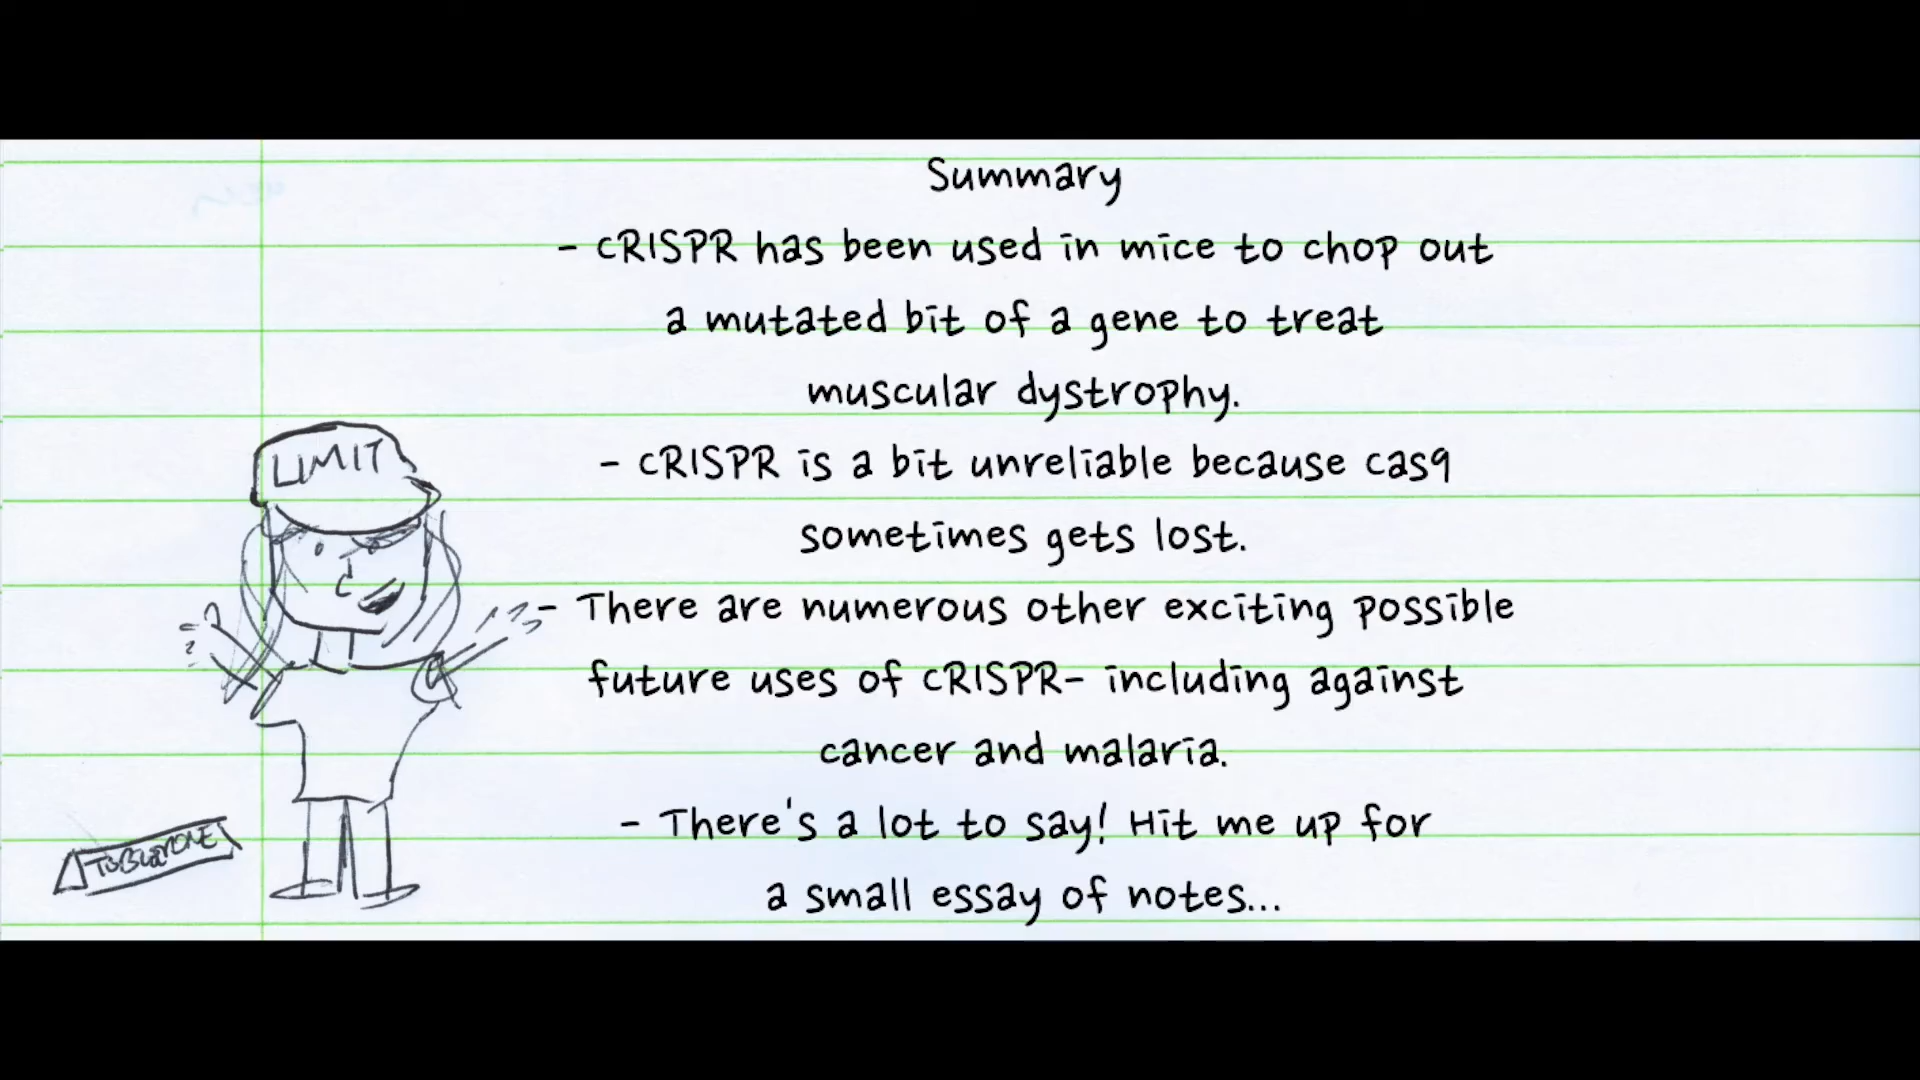 Summary
- CRISPR has been used in mice to chop out
a mutated bit of a gene to treat
muscular dystrophy.
- CRISPR is a bit unreliable because cas9
sometimes gets lost.
- There are numerous other exciting possible
future uses of CRISPR- including against
cancer and malaria.
- There's a lot to say! Hit me up for
a small essay of notes...
LIMIT
TOBLERONE